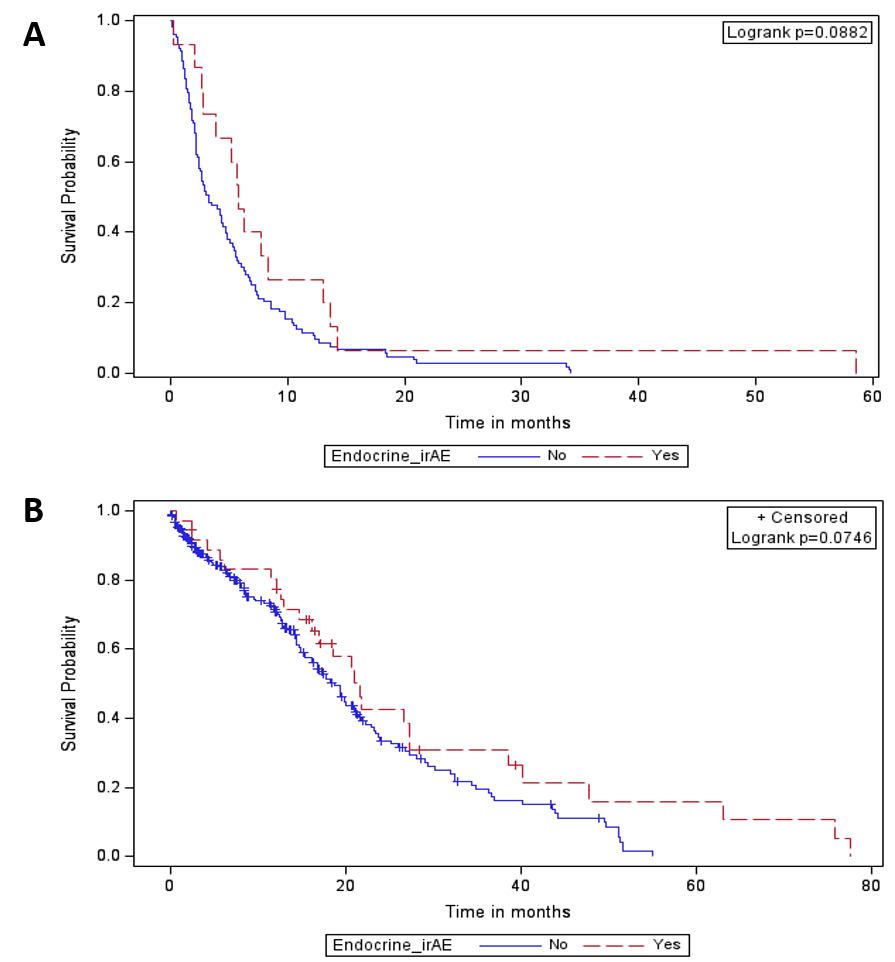 A
Logrank p=0.0882
1.0
0.8
0.6
0.4
0.2
0.0
Survival Probability
0 10 20 30 40 50 60
Time in months
Endocrine_irAE No Yes
B
+ Censored
Logrank p=0.0746
1.0
0.8
0.6
0.4
0.2
0.0
Survival Probability
0 20 40 60 80
Time in months
Endocrine_irAE No Yes